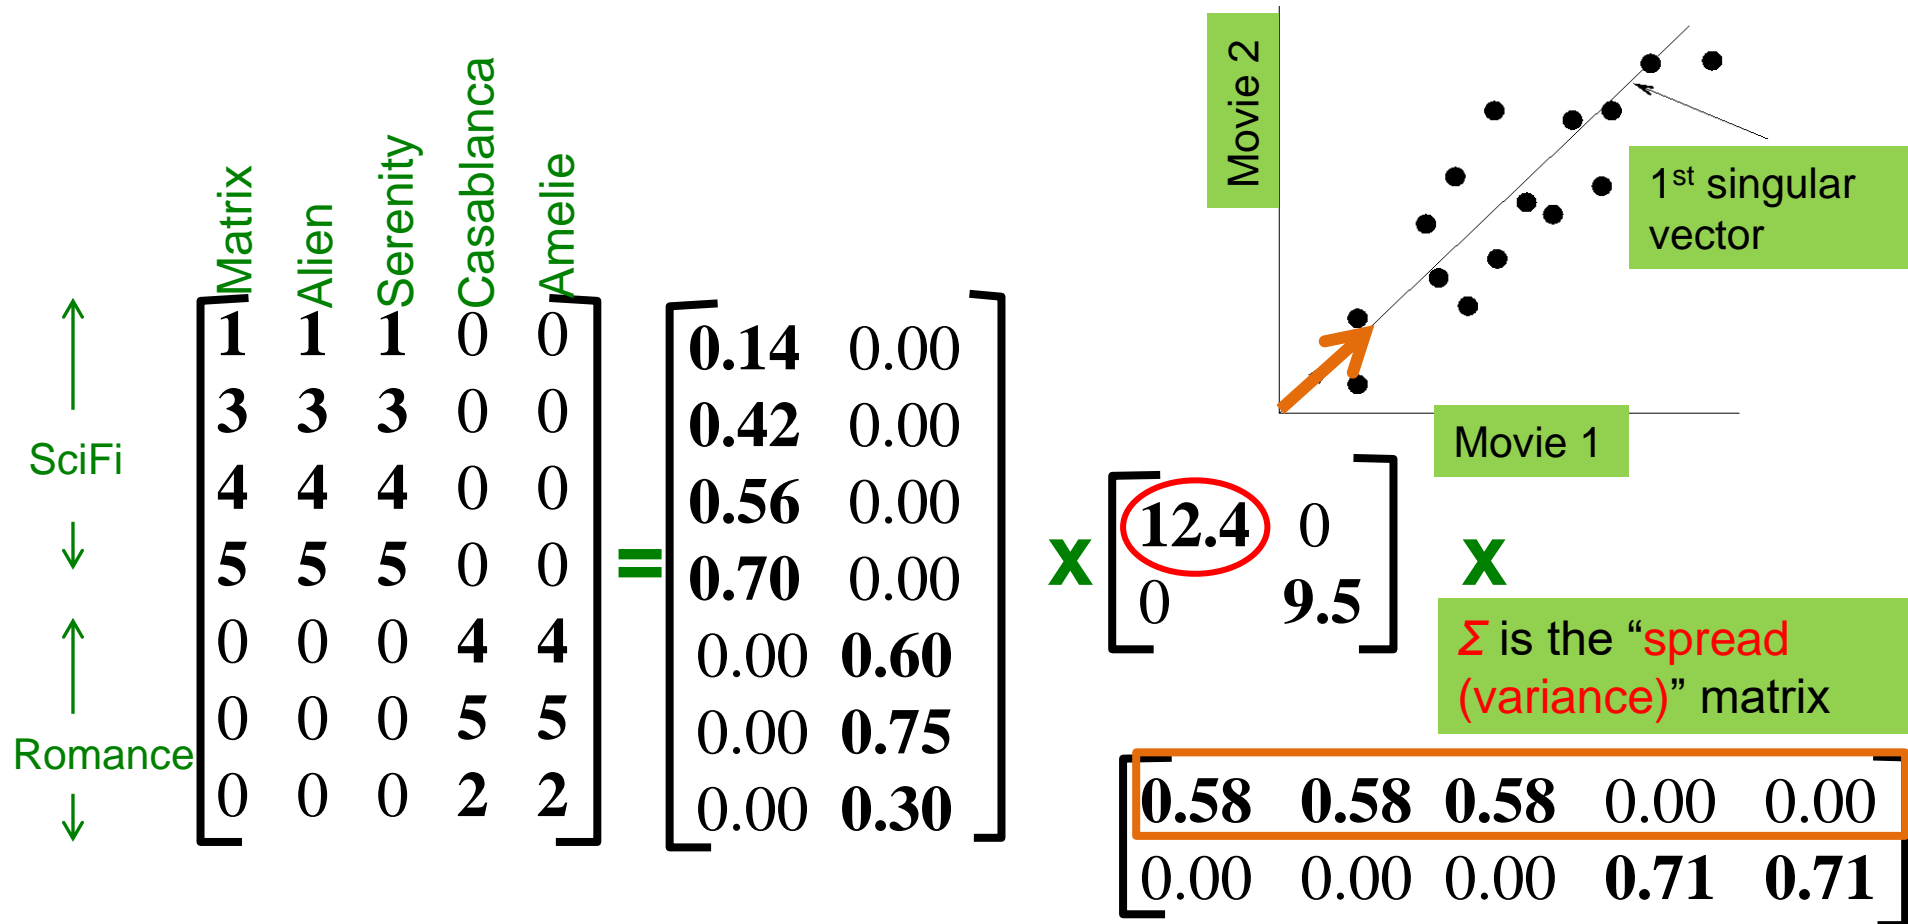 Matrix
Alien
Serenity
Casablanca
Amelie
SciFi
Romance
1 1 1 0 0
3 3 3 0 0
4 4 4 0 0
5 5 5 0 0
0 0 0 4 4
0 0 0 5 5
0 0 0 2 2
=
0.14 0.00
0.42 0.00
0.56 0.00
0.70 0.00
0.00 0.60
0.00 0.75
0.00 0.30
x
12.4 0
0 9.5
x
0.58 0.58 0.58 0.00 0.00
0.00 0.00 0.00 0.71 0.71
Movie 2
Movie 1
1st singular
vector
Σ is the “spread
(variance)” matrix